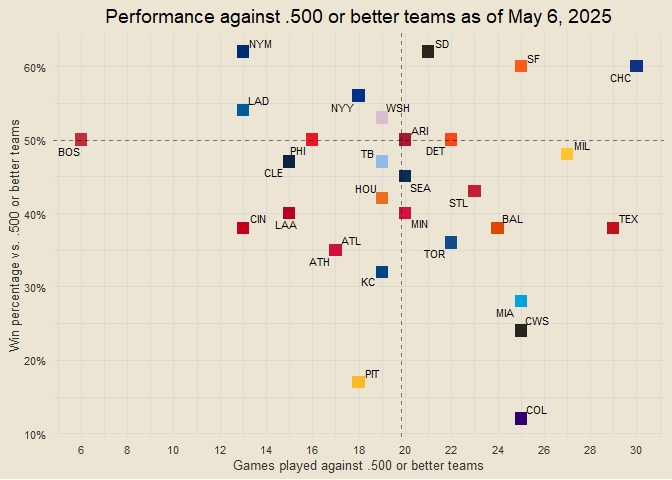 Performance against .500 or better teams as of May 6, 2025
NYM
SD
SF
60%
CHC
LAD
NYY
WSH
ARI
50%
BOS
PHI
DET
MIL
TB
CLE
HOU
SEA
STL
40%
CIN
LAA
MIN
BAL
TEX
ATL
ATH
TOR
KC
30%
MIA
CWS
20%
PIT
COL
10%
6 8 10 12 14 16 18 20 22 24 26 28 30
Games played against .500 or better teams
Win percentage vs. .500 or better teams